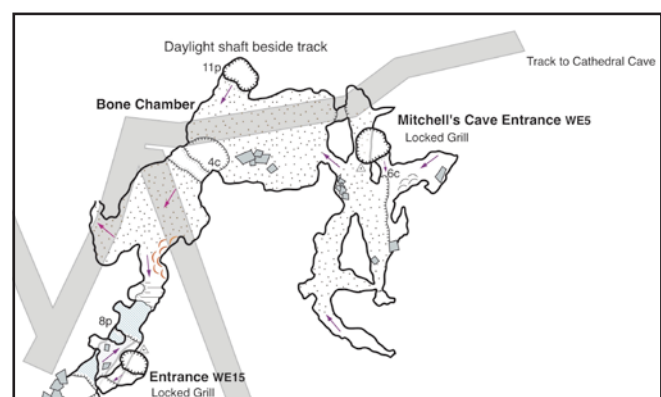 Daylight shaft beside track
11p
Track to Cathedral Cave
Bone Chamber
Mitchell's Cave Entrance WE5
Locked Grill
4c
6c
8p
Entrance WE15
Locked Grill